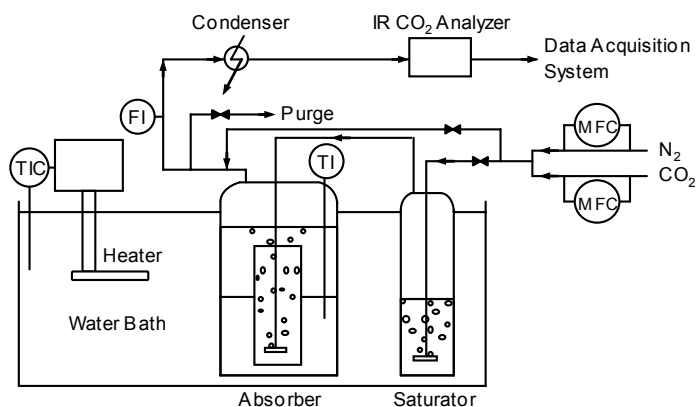 Condenser
IR CO₂ Analyzer
Data Acquisition
System
FI
Purge
MFC
N₂
TIC
TI
CO₂
MFC
Heater
Water Bath
Absorber
Saturator